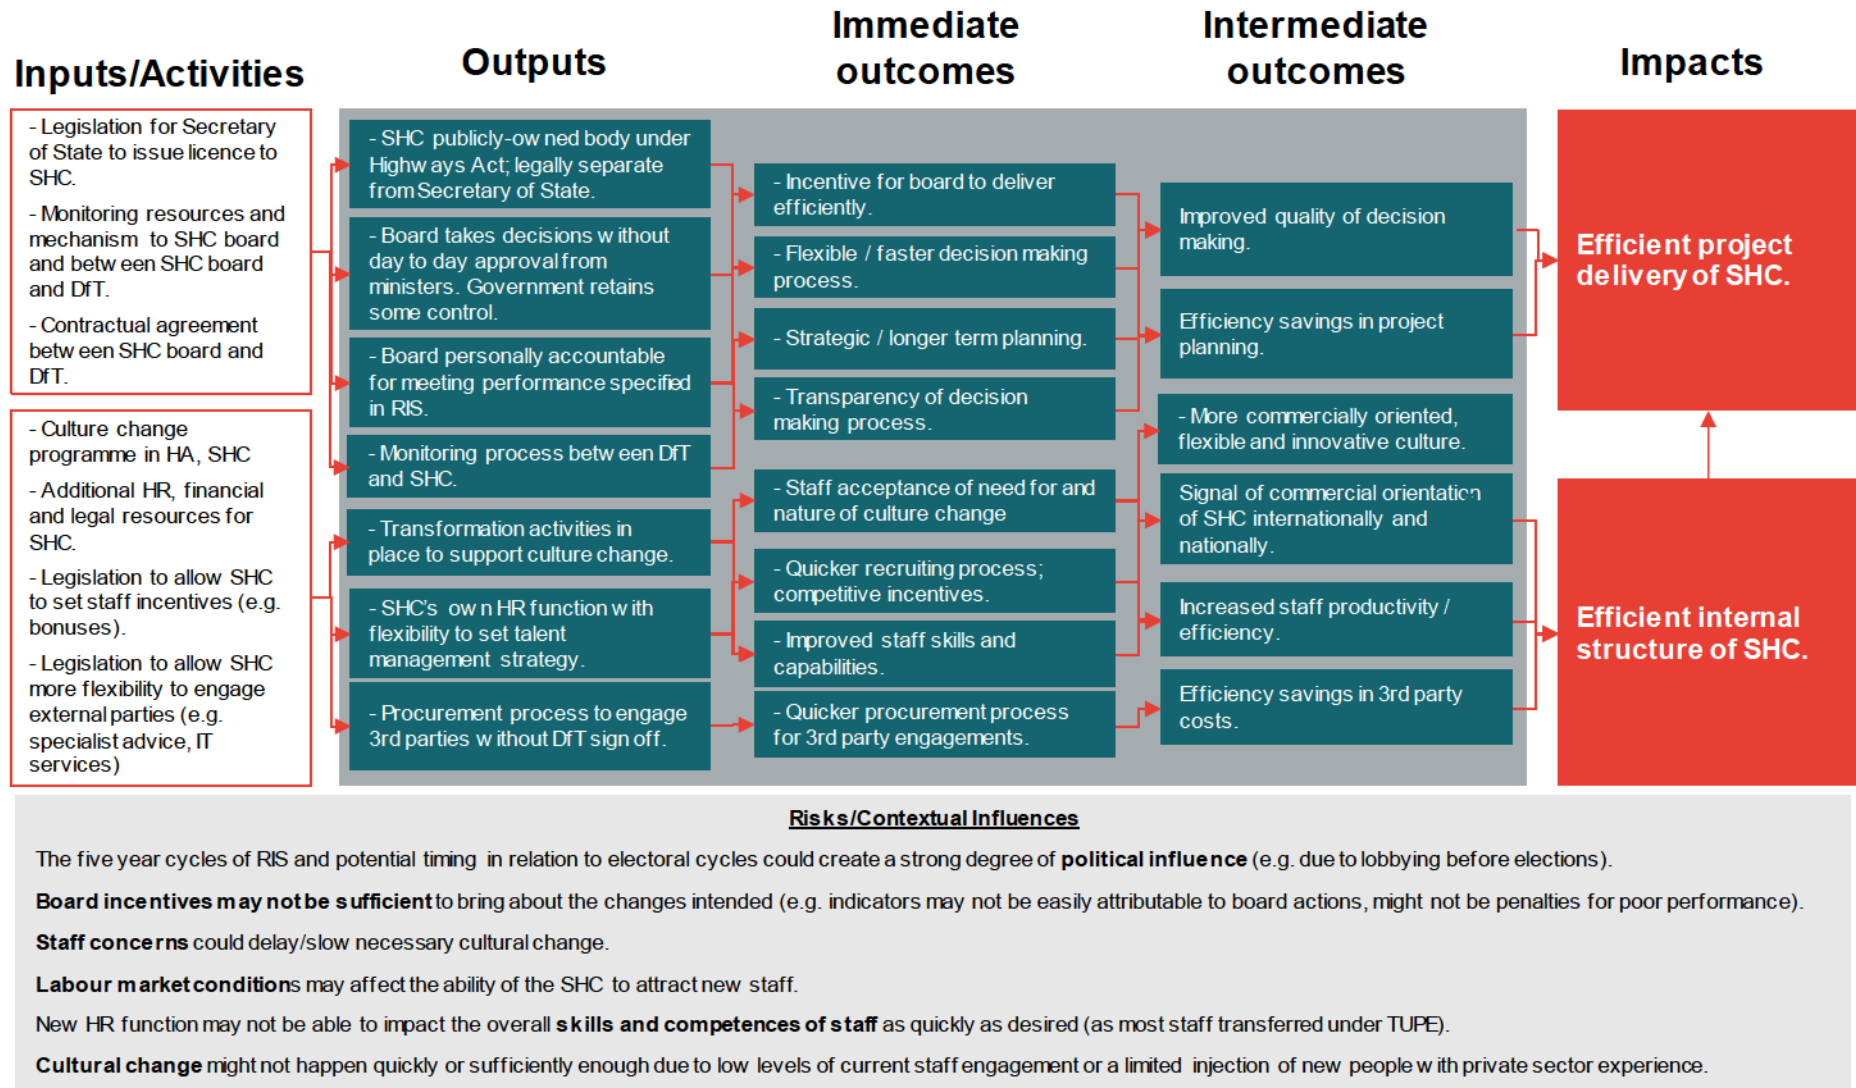 Inputs/Activities
Outputs
Immediate
outcomes
Intermediate
outcomes
Impacts
- Legislation for Secretary
of State to issue licence to
SHC.
- Monitoring resources and
mechanism to SHC board
and between SHC board
and DfT.
- Contractual agreement
between SHC board and
DfT.
- Culture change
programme in HA, SHC
- Additional HR, financial
and legal resources for
SHC.
- Legislation to allow SHC
to set staff incentives (e.g.
bonuses).
- Legislation to allow SHC
more flexibility to engage
external parties (e.g.
specialist advice, IT
services)
- SHC publicly-owned body under
Highways Act; legally separate
from Secretary of State.
- Board takes decisions without
day to day approval from
ministers. Government retains
some control.
- Board personally accountable
for meeting performance specified
in RIS.
- Monitoring process between DfT
and SHC.
- Transformation activities in
place to support culture change.
- SHC's own HR function with
flexibility to set talent
management strategy.
- Procurement process to engage
3rd parties without DfT sign off.
- Incentive for board to deliver
efficiently.
- Flexible / faster decision making
process.
- Strategic / longer term planning.
- Transparency of decision
making process.
- Staff acceptance of need for and
nature of culture change
- Quicker recruiting process;
competitive incentives.
- Improved staff skills and
capabilities.
- Quicker procurement process
for 3rd party engagements.
Improved quality of decision
making.
Efficiency savings in project
planning.
- More commercially oriented,
flexible and innovative culture.
Signal of commercial orientation
of SHC internationally and
nationally.
Increased staff productivity /
efficiency.
Efficiency savings in 3rd party
costs.
Efficient project
delivery of SHC.
Efficient internal
structure of SHC.
Risks/Contextual Influences
The five year cycles of RIS and potential timing in relation to electoral cycles could create a strong degree of political influence (e.g. due to lobbying before elections).
Board incentives may not be sufficient to bring about the changes intended (e.g. indicators may not be easily attributable to board actions, might not be penalties for poor performance).
Staff concerns could delay/slow necessary cultural change.
Labour market conditions may affect the ability of the SHC to attract new staff.
New HR function may not be able to impact the overall skills and competences of staff as quickly as desired (as most staff transferred under TUPE).
Cultural change might not happen quickly or sufficiently enough due to low levels of current staff engagement or a limited injection of new people with private sector experience.